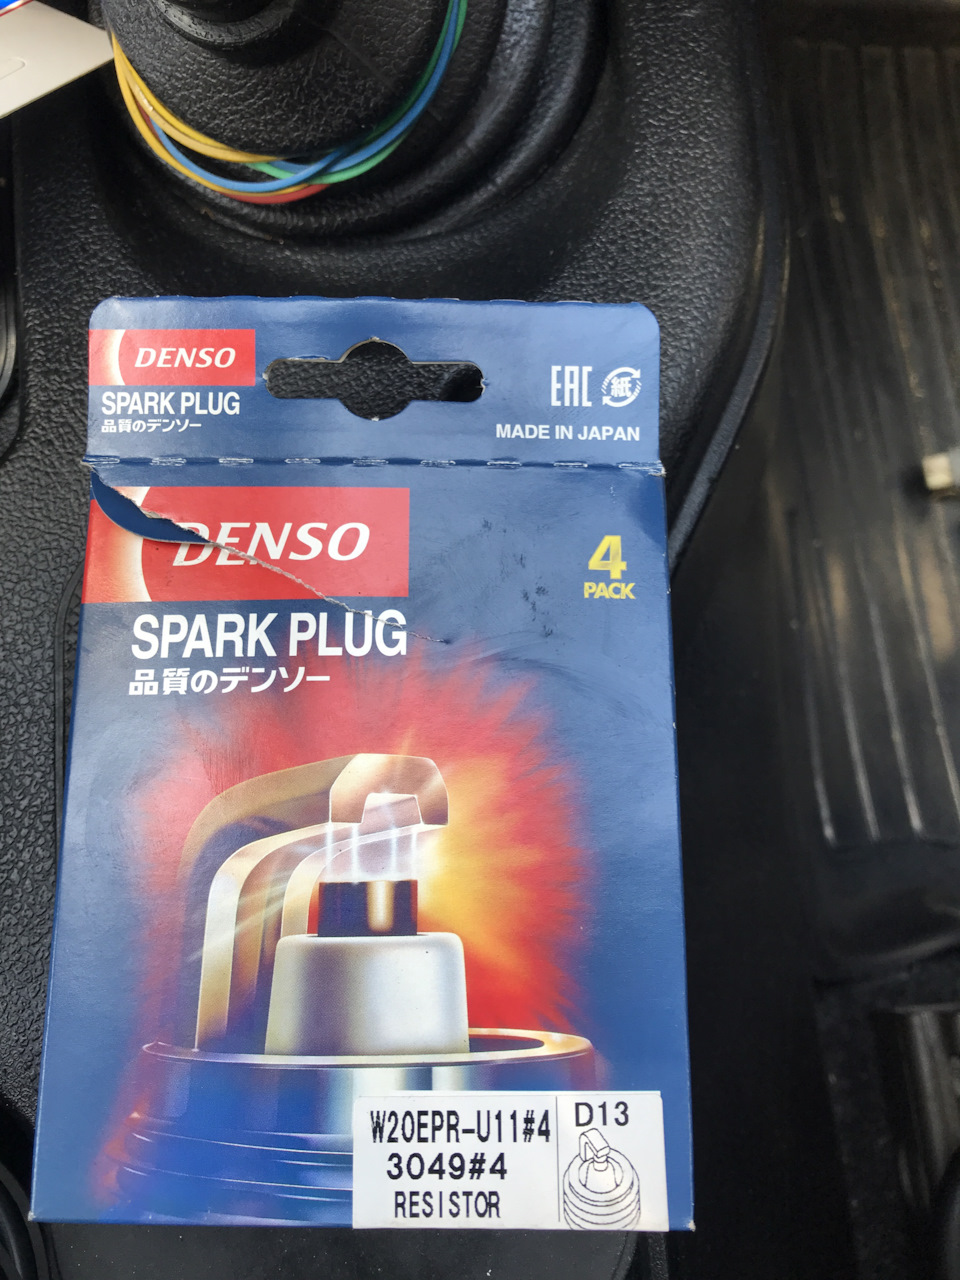 DENSO
SPARK PLUG
品質のデンソー
EAC 紙
MADE IN JAPAN
DENSO
4
PACK
SPARK PLUG
品質のデンソー
W20EPR-U11#4
3049#4
RESISTOR
D13